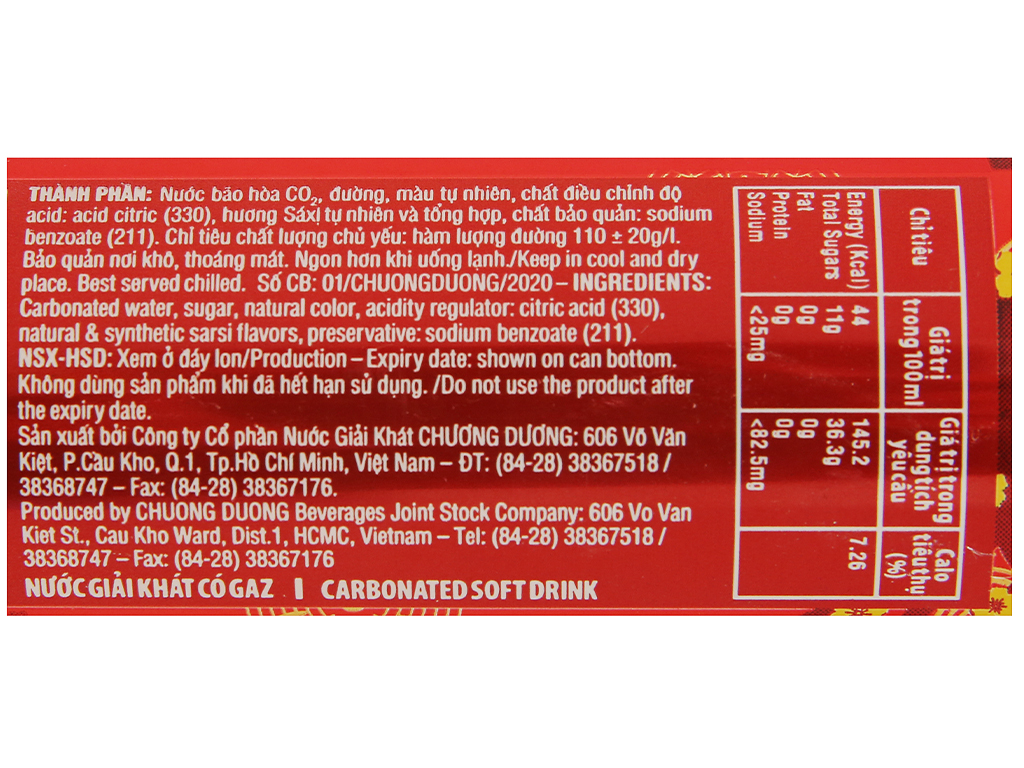 THÀNH PHẦN: Nước bão hòa CO₂, đường, màu tự nhiên, chất điều chỉnh độ
acid: acid citric (330), hương Sáxị tự nhiên và tổng hợp, chất bảo quản: sodium
benzoate (211). Chỉ tiêu chất lượng chủ yếu: hàm lượng đường 110 ± 20g/l.
Bảo quản nơi khô, thoáng mát. Ngon hơn khi uống lạnh./Keep in cool and dry
place. Best served chilled. Số CB: 01/CHUONGDUONG/2020 – INGREDIENTS:
Carbonated water, sugar, natural color, acidity regulator: citric acid (330),
natural & synthetic sarsi flavors, preservative: sodium benzoate (211).
NSX-HSD: Xem ở đáy lon/Production – Expiry date: shown on can bottom.
Không dùng sản phẩm khi đã hết hạn sử dụng. /Do not use the product after
the expiry date.
Sản xuất bởi Công ty Cổ phần Nước Giải Khát CHƯƠNG DƯƠNG: 606 Võ Văn
Kiệt, P.Cầu Kho, Q.1, Tp.Hồ Chí Minh, Việt Nam – ĐT: (84-28) 38367518 /
38368747 – Fax: (84-28) 38367176.
Produced by CHUONG DUONG Beverages Joint Stock Company: 606 Vo Van
Kiet St., Cau Kho Ward, Dist.1, HCMC, Vietnam – Tel: (84-28) 38367518 /
38368747 – Fax: (84-28) 38367176
NƯỚC GIẢI KHÁT CÓ GAZ | CARBONATED SOFT DRINK
Chỉ tiêu
Giá trị
trong 100ml
Giá trị trong
dung tích
yêu cầu
Calo
tiêu thụ
(%)
Energy (Kcal) 44 145.2 7.26
Total Sugars 11g 36.3g
Fat 0g 0g
Protein 0g 0g
Sodium <25mg <82.5mg